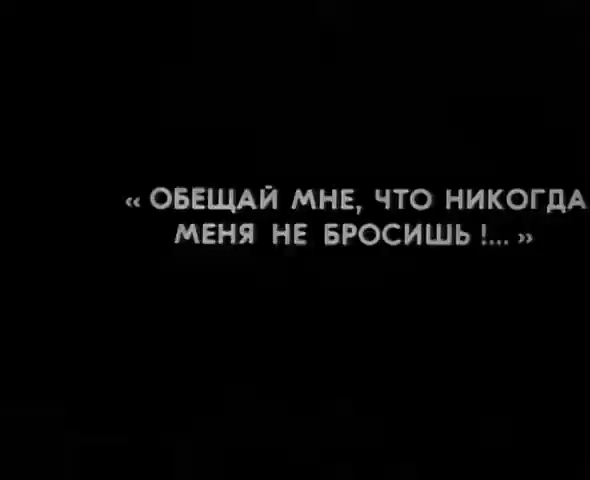 « ОБЕЩАЙ МНЕ, ЧТО НИКОГДА
МЕНЯ НЕ БРОСИШЬ !... »